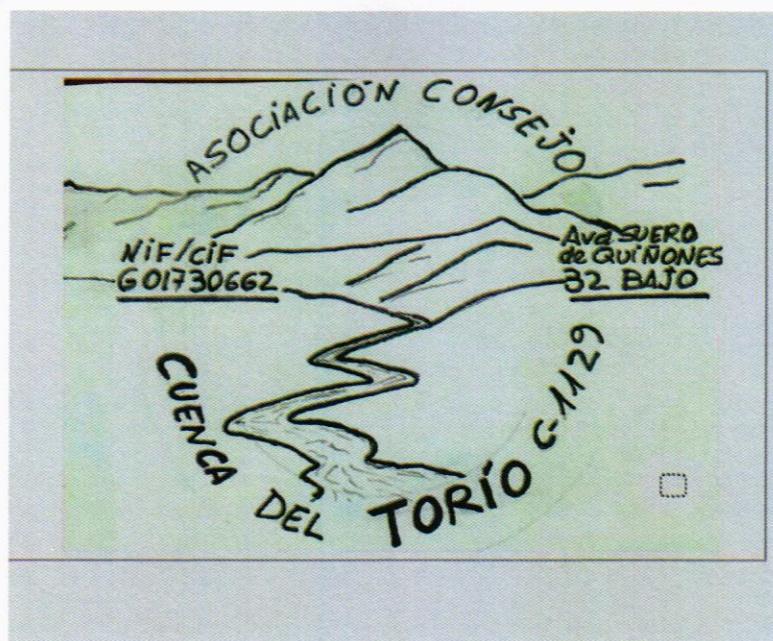 ASOCIACIÓN CONSEJO
NiF/CiF
G01730662
Avd SUERO
de QUIÑONES
32 BAJO
CUENCA DEL TORÍO C-1129